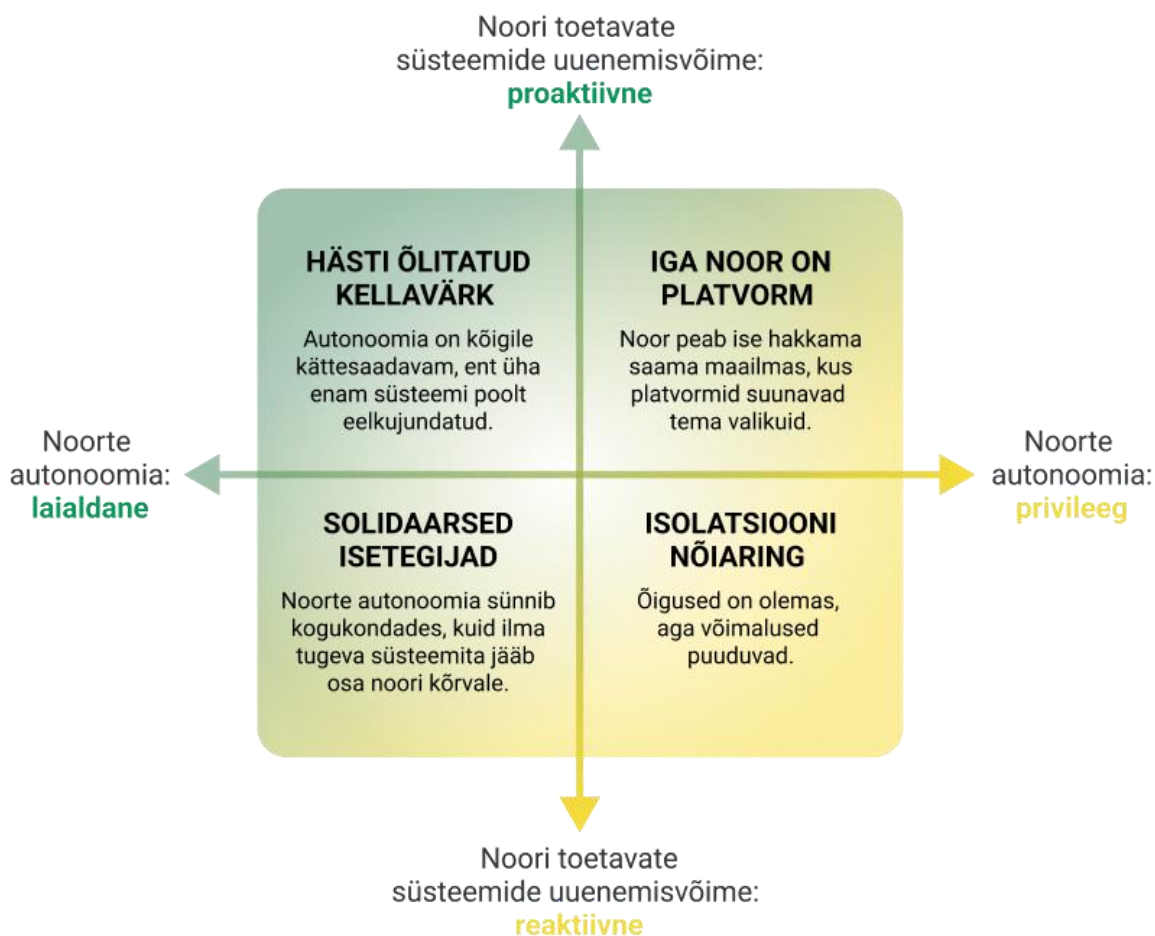 Noori toetavate
süsteemide uuenemisvõime:
proaktiivne
HÄSTI ÕLITATUD
KELLAVÄRK
Autonoomia on kõigile
kättesaadavam, ent üha
enam süsteemi poolt
eelkujundatud.
IGA NOOR ON
PLATVORM
Noor peab ise hakkama
saama maailmas, kus
platvormid suunavad
tema valikuid.
Noorte
autonoomia:
laialdane
Noorte
autonoomia:
privileeg
SOLIDAARSED
ISETEGIJAD
Noorte autonoomia sünnib
kogukondades, kuid ilma
tugeva süsteemita jääb
osa noori kõrvale.
ISOLATSIOONI
NÕIARING
Õigused on olemas,
aga võimalused
puuduvad.
Noori toetavate
süsteemide uuenemisvõime:
reaktiivne